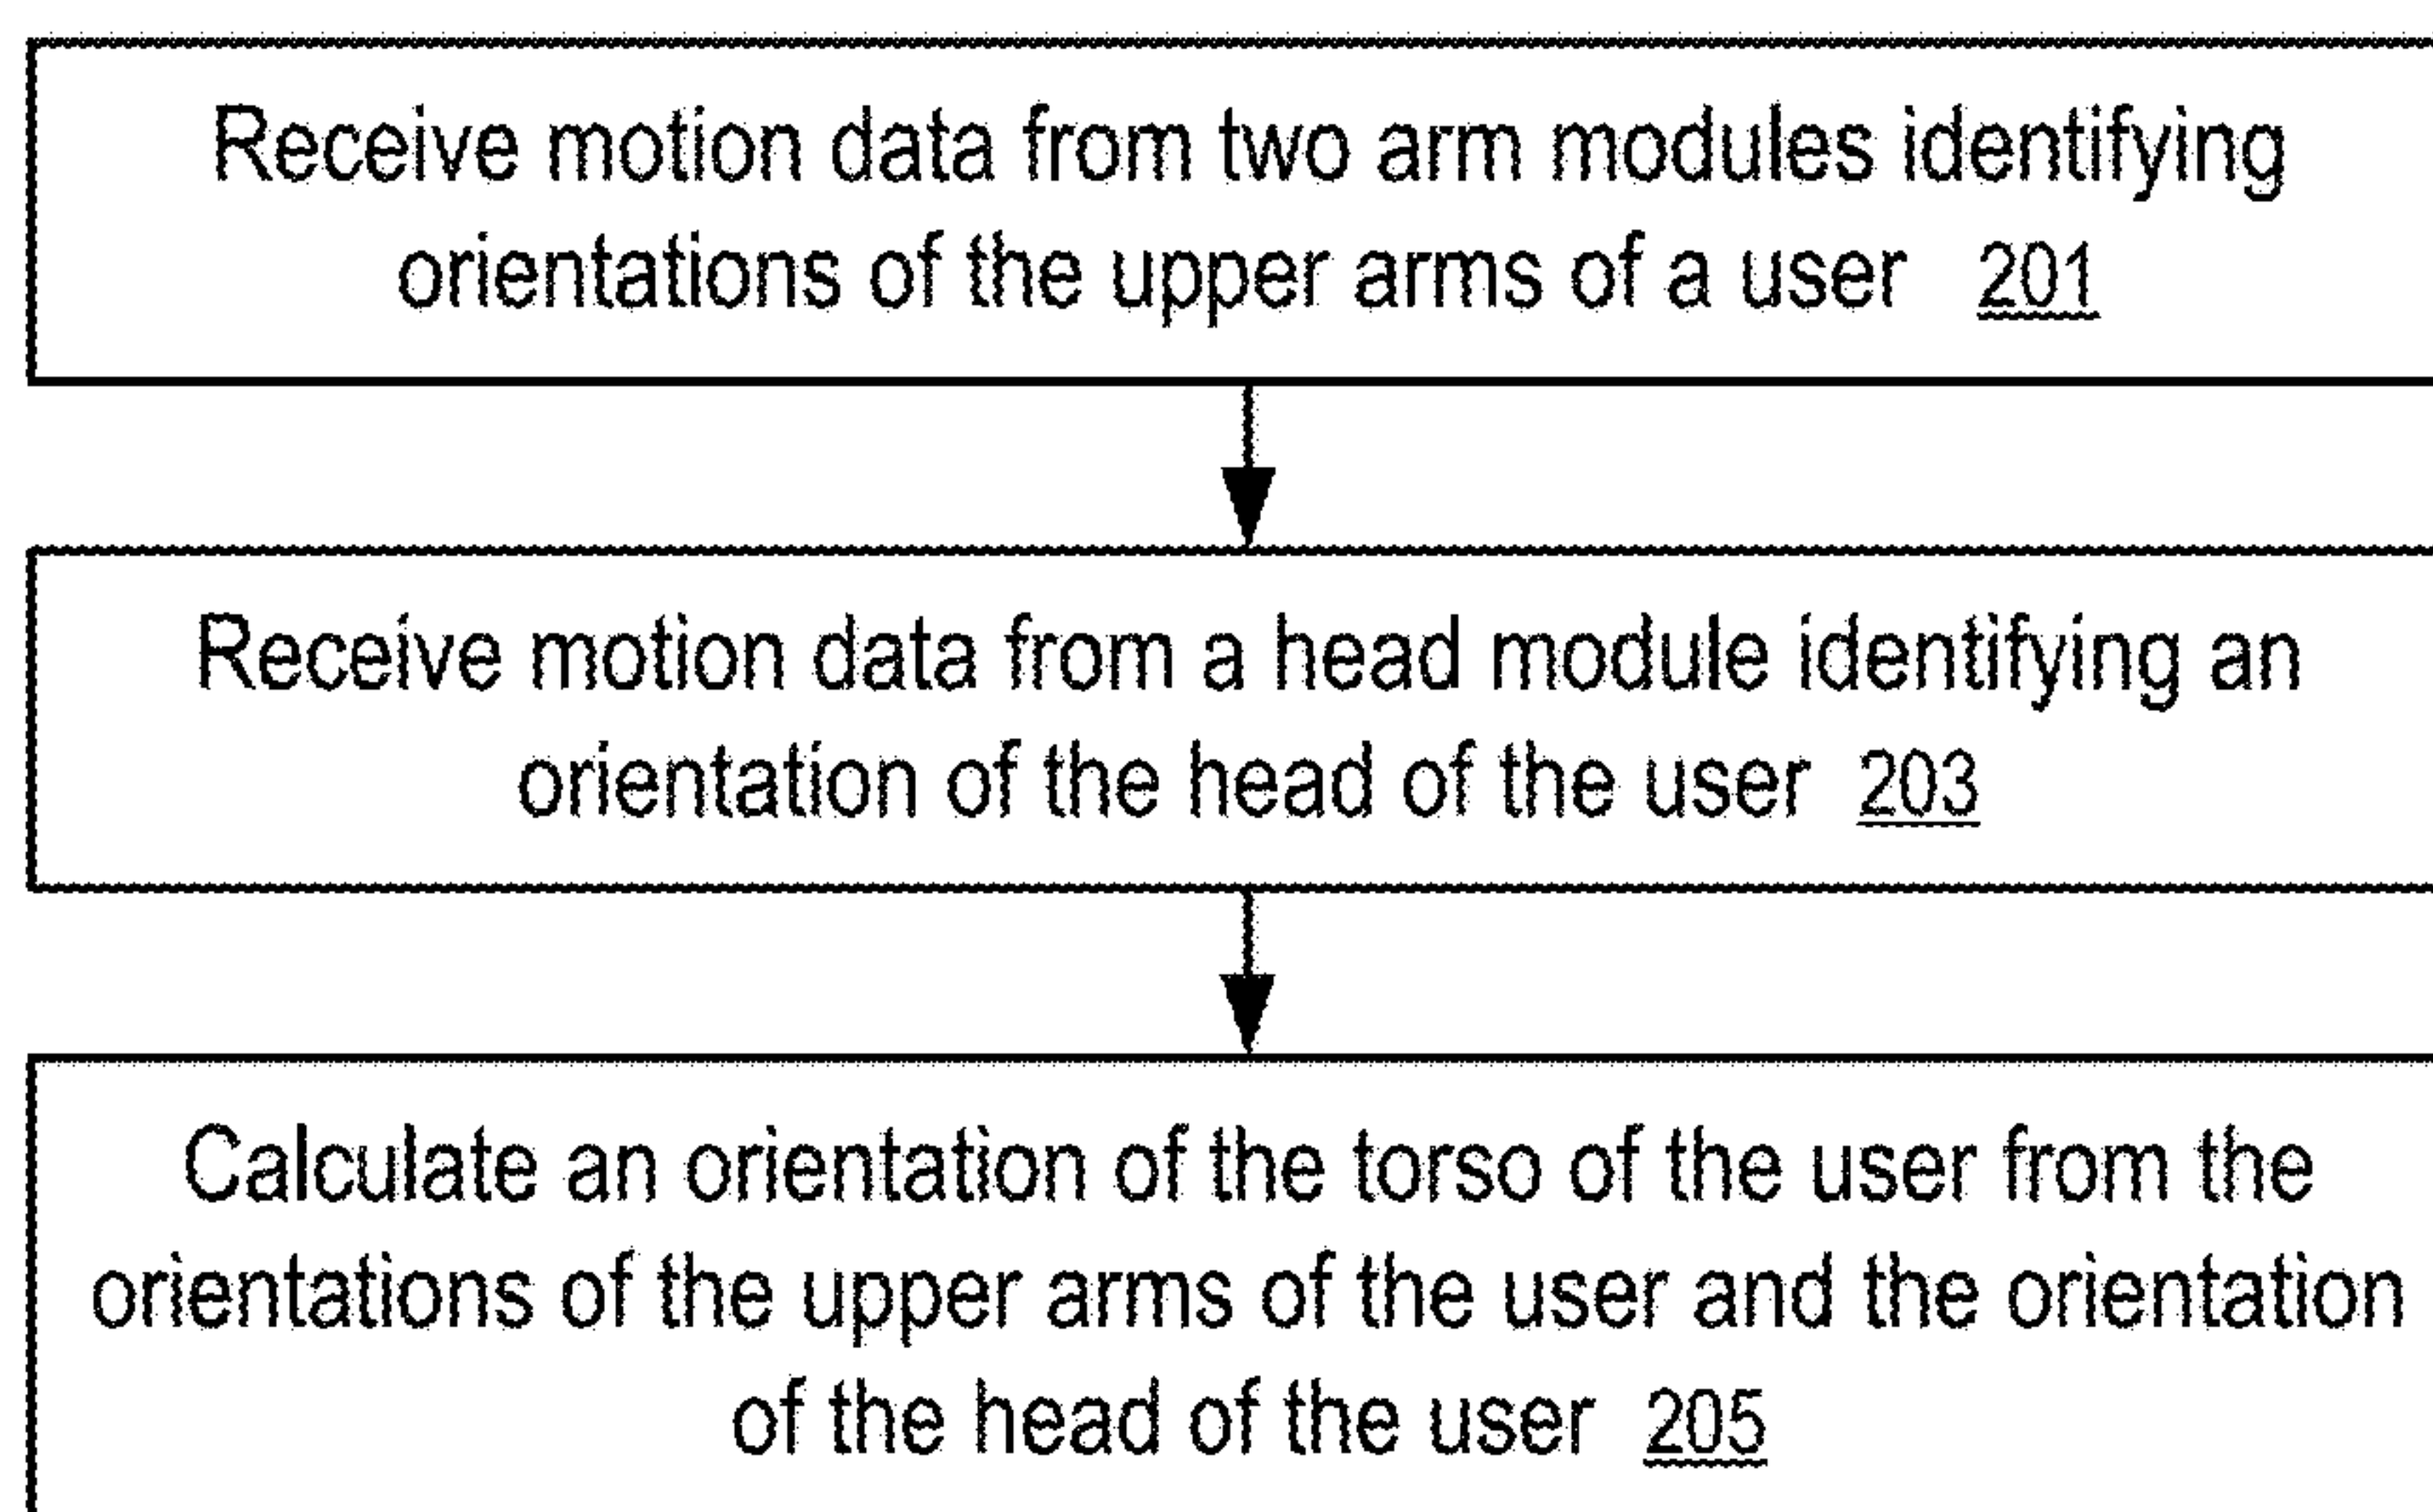 Receive motion data from two arm modules identifying
orientations of the upper arms of a user 201
Receive motion data from a head module identifying an
orientation of the head of the user 203
Calculate an orientation of the torso of the user from the
orientations of the upper arms of the user and the orientation
of the head of the user 205